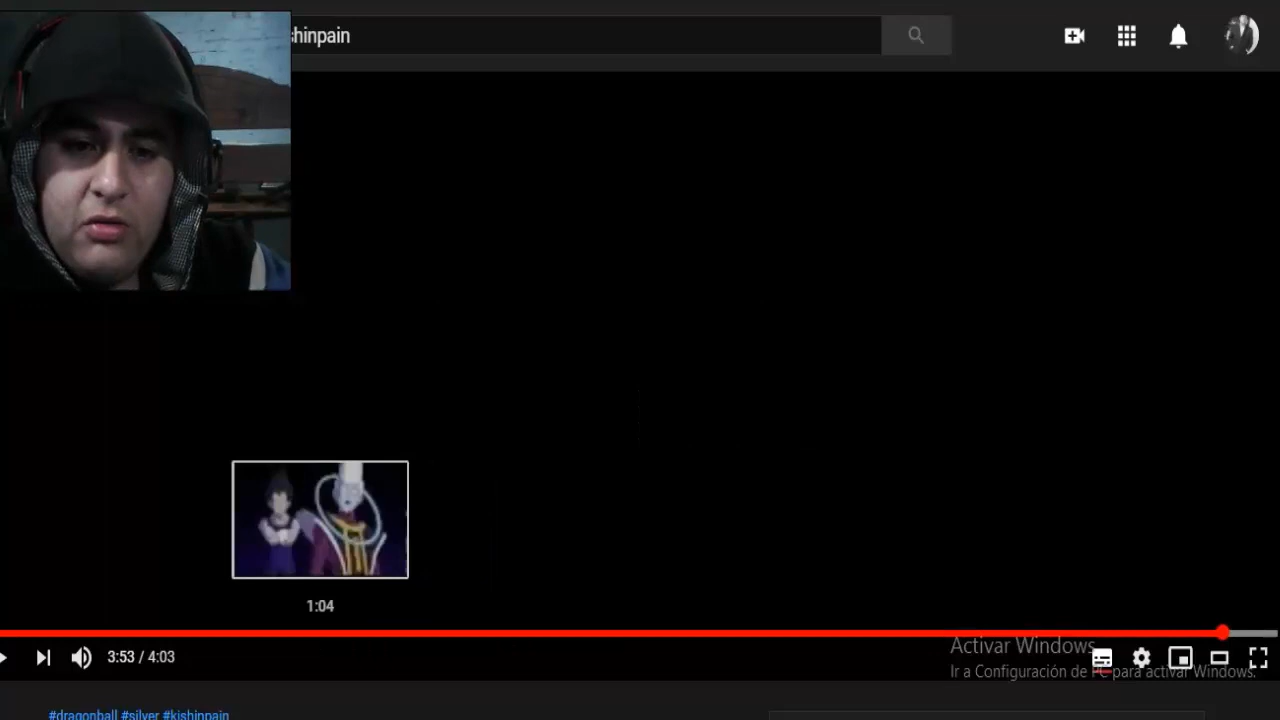 shinpain
1:04
3:53 / 4:03
Activar Windows
Ir a Configuración de PC para activar Windows.
#dragonball #silver #kishinpain